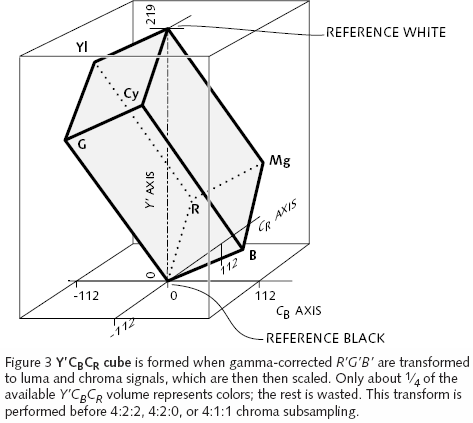 219
REFERENCE WHITE
Yl
Cy
G
Mg
Y' AXIS
R
CR AXIS
B
112
0
-112
0
112
CB AXIS
-112
REFERENCE BLACK
Figure 3 Y'CBCR cube is formed when gamma-corrected R'G'B' are transformed
to luma and chroma signals, which are then then scaled. Only about 1/4 of the
available Y'CBCR volume represents colors; the rest is wasted. This transform is
performed before 4:2:2, 4:2:0, or 4:1:1 chroma subsampling.